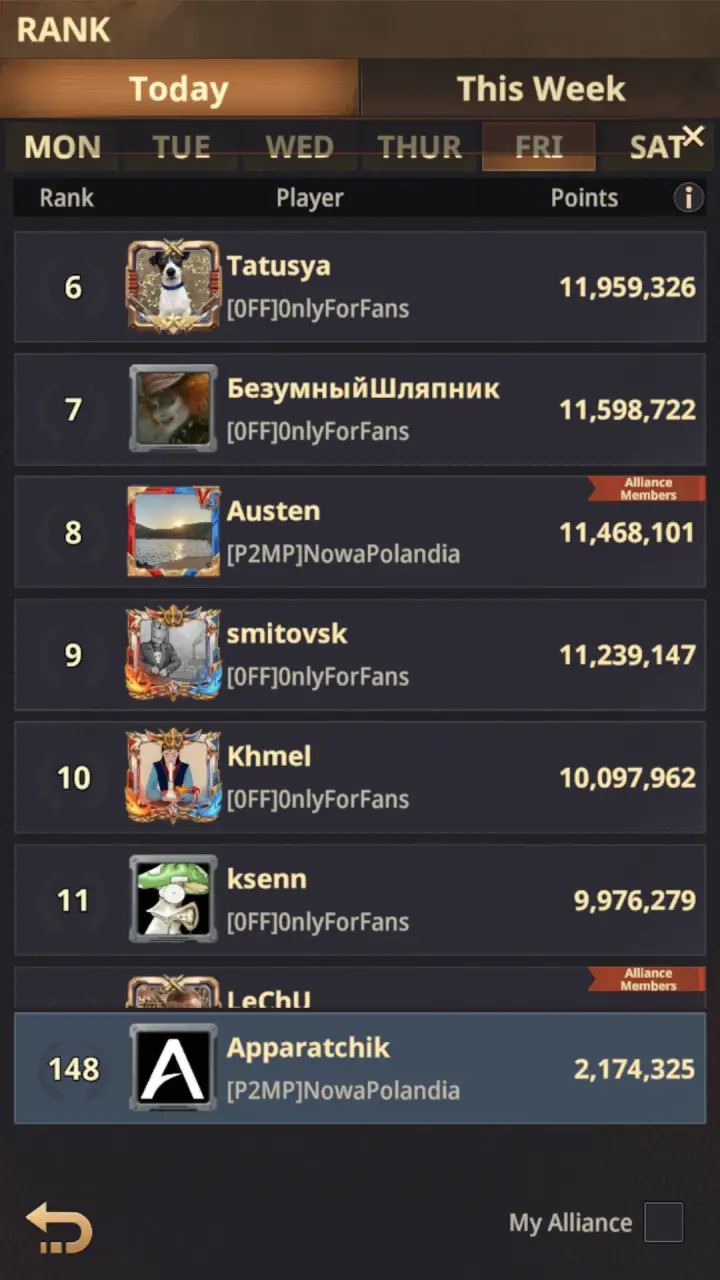 RANK
Today
This Week
MON
TUE
WED
THUR
FRI
SAT
Rank
Player
Points
6
Tatusya
[0FF]0nlyForFans
11,959,326
7
БезумныйШляпник
[0FF]0nlyForFans
11,598,722
Alliance
Members
8
VS
Austen
[P2MP]NowaPolandia
11,468,101
9
smitovsk
[0FF]0nlyForFans
11,239,147
10
Khmel
[0FF]0nlyForFans
10,097,962
11
ksenn
[0FF]0nlyForFans
9,976,279
Alliance
Members
LeChU
148
Apparatchik
[P2MP]NowaPolandia
2,174,325
My Alliance